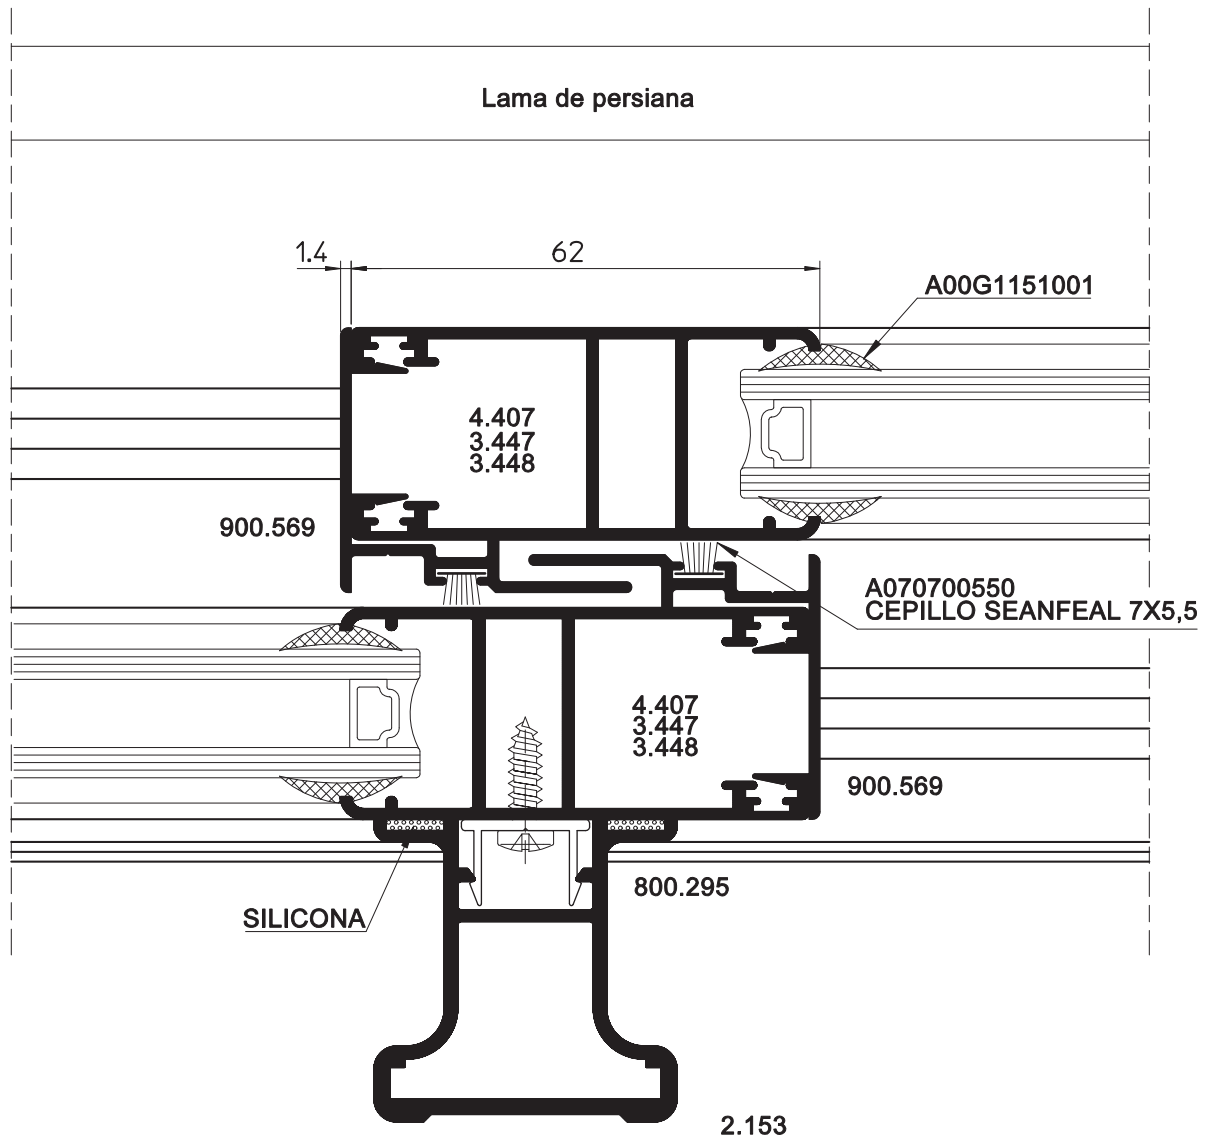 Lama de persiana
1.4
62
A00G1151001
4.407
3.447
3.448
900.569
A070700550
CEPILLO SEANFEAL 7X5,5
4.407
3.447
3.448
900.569
800.295
SILICONA
2.153